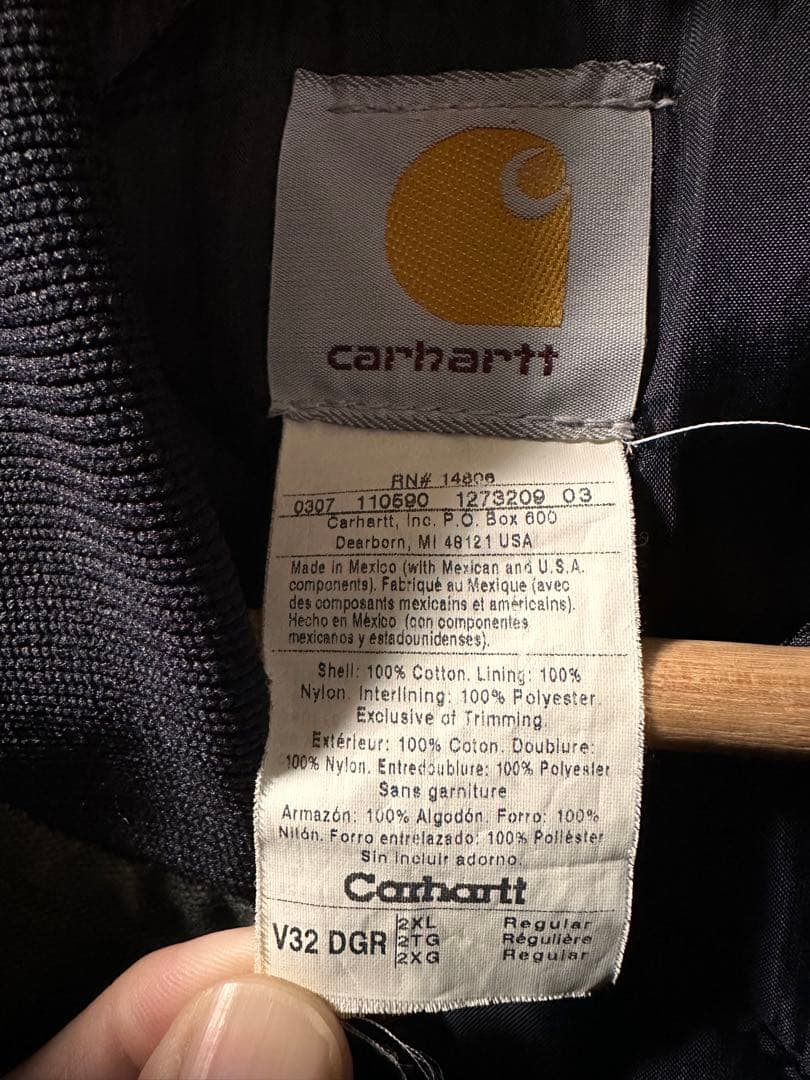 carhartt
RN# 14806
0307 110590 1273209 03
Carhartt, Inc. P.O. Box 600
Dearborn, MI 48121 USA
Made in Mexico (with Mexican and U.S.A.
components). Fabriqué au Mexique (avec
des composants mexicains et américains).
Hecho en México (con componentes
mexicanos y estadounidenses).
Shell: 100% Cotton. Lining: 100%
Nylon. Interlining: 100% Polyester.
Exclusive of Trimming.
Extérieur: 100% Coton. Doublure:
100% Nylon. Entredoublure: 100% Polyester
Sans garniture
Armazón: 100% Algodón. Forro: 100%
Nilón. Forro entrelazado: 100% Poliéster
Sin incluir adorno.
Carhartt
V32 DGR
2XL Regular
2TG Régulière
2XG Regular